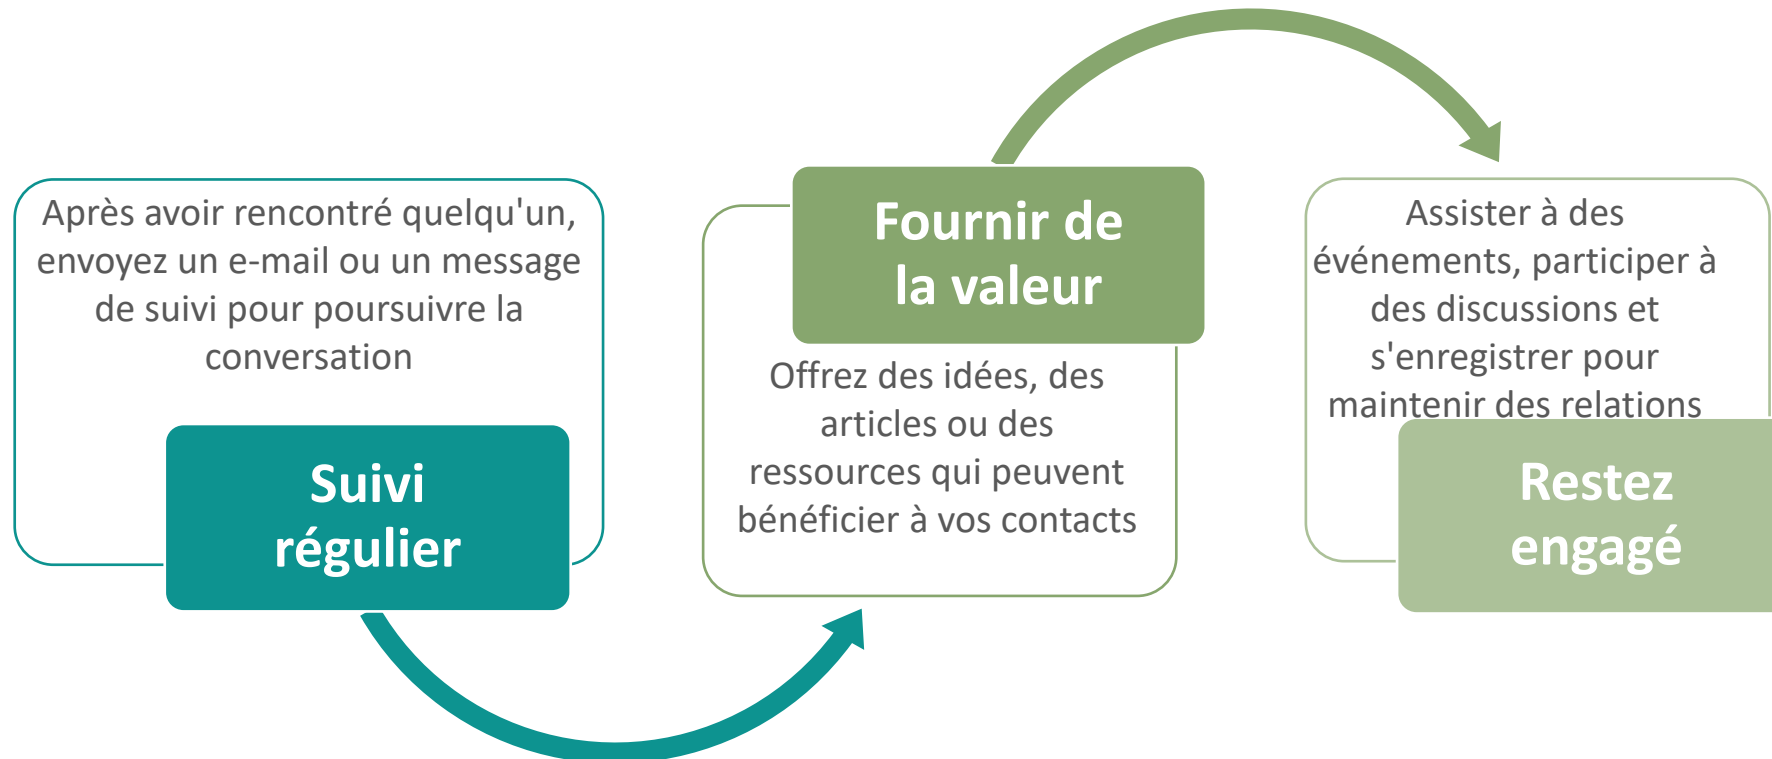 Après avoir rencontré quelqu'un,
envoyez un e-mail ou un message
de suivi pour poursuivre la
conversation
Suivi
régulier
Fournir de
la valeur
Offrez des idées, des
articles ou des
ressources qui peuvent
bénéficier à vos contacts
Assister à des
événements, participer à
des discussions et
s'enregistrer pour
maintenir des relations
Restez
engagé